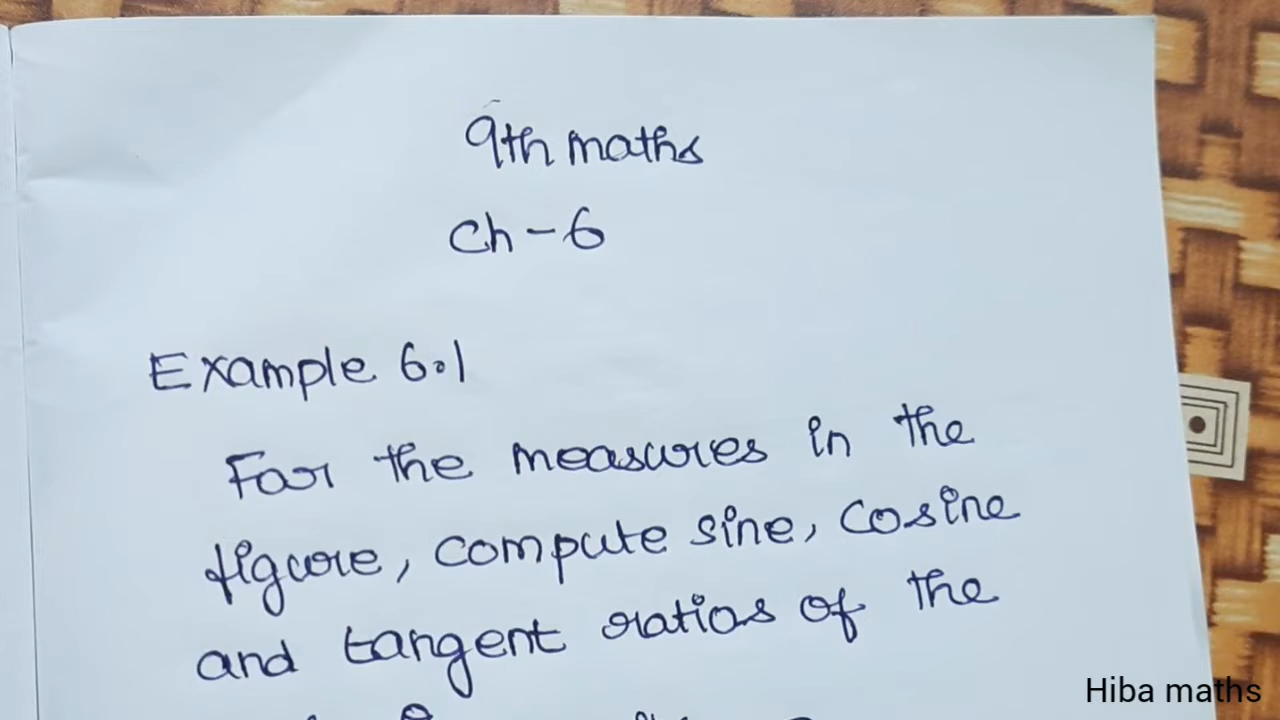 9th maths
Ch - 6
Example 6.1
For the measures in the
figure, compute sine, cosine
and tangent ratios of the
Hiba maths